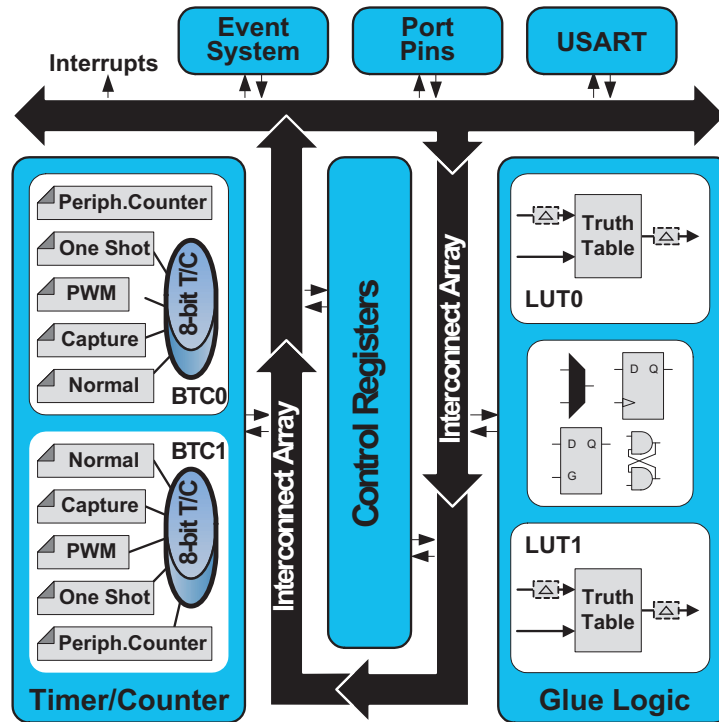 Event
System
Port
Pins
USART
Interrupts
Periph.Counter
One Shot
PWM
Capture
Normal
8-bit T/C
BTC0
BTC1
Normal
Capture
PWM
One Shot
Periph.Counter
8-bit T/C
Timer/Counter
Interconnect Array
Control Registers
Interconnect Array
Truth
Table
LUT0
D Q
D Q
G
LUT1
Truth
Table
Glue Logic